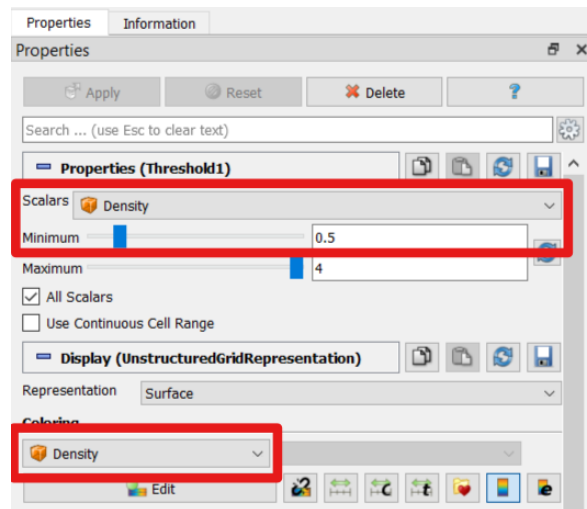 Properties Information
Properties
Apply Reset Delete ?
Search ... (use Esc to clear text)
Properties (Threshold1)
Scalars Density
Minimum 0.5
Maximum 4
All Scalars
Use Continuous Cell Range
Display (UnstructuredGridRepresentation)
Representation Surface
Coloring
Density
Edit